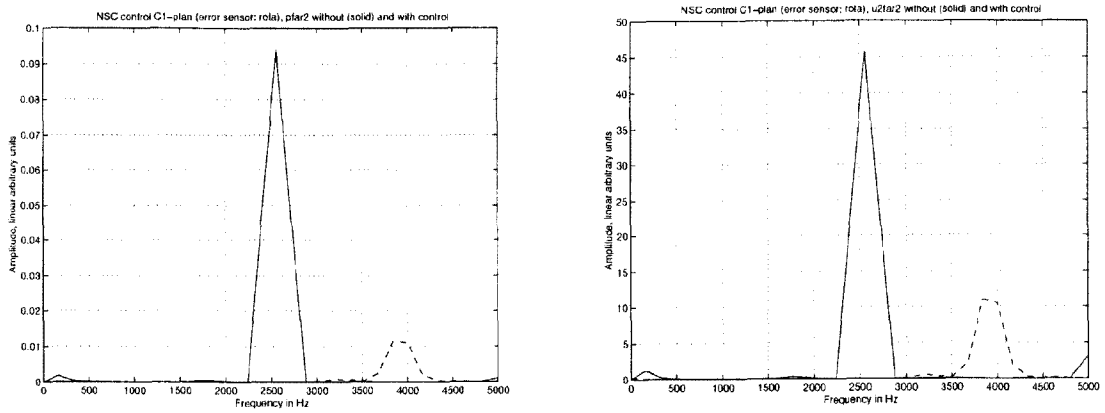 NSC control C1-plan (error sensor: rota), pfar2 without (solid) and with control
0.1
0.09
0.08
0.07
0.06
0.05
0.04
0.03
0.02
0.01
0
Amplitude, linear arbitrary units
0 500 1000 1500 2000 2500 3000 3500 4000 4500 5000
Frequency in Hz
NSC control C1-plan (error sensor: rota), u2far2 without (solid) and with control
50
45
40
35
30
25
20
15
10
5
0
Amplitude, linear arbitrary units
0 500 1000 1500 2000 2500 3000 3500 4000 4500 5000
Frequency in Hz